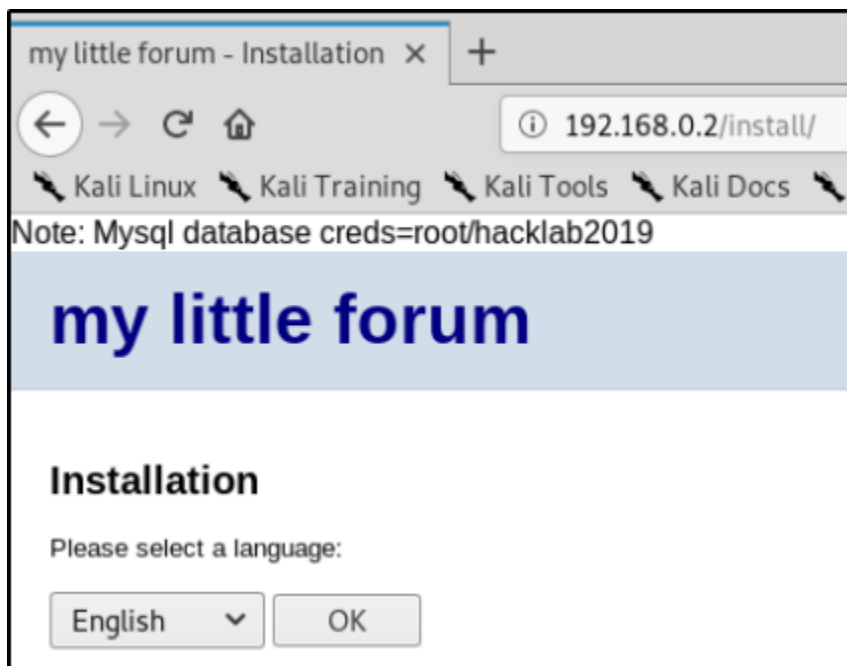 my little forum - Installation
192.168.0.2/install/
Kali Linux Kali Training Kali Tools Kali Docs
Note: Mysql database creds=root/hacklab2019
my little forum
Installation
Please select a language:
English OK